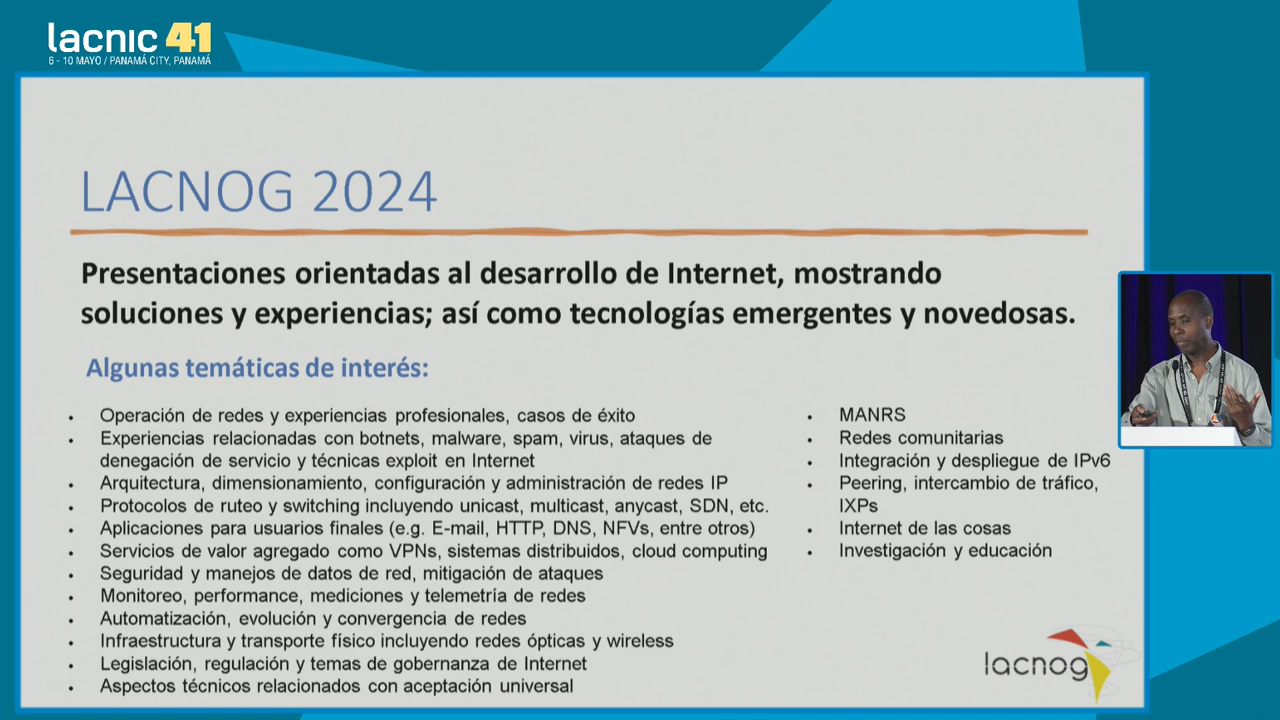 lacnic 41
6 - 10 MAYO / PANAMÁ CITY, PANAMÁ
LACNOG 2024
Presentaciones orientadas al desarrollo de Internet, mostrando
soluciones y experiencias; así como tecnologías emergentes y novedosas.
Algunas temáticas de interés:
• Operación de redes y experiencias profesionales, casos de éxito
• Experiencias relacionadas con botnets, malware, spam, virus, ataques de
denegación de servicio y técnicas exploit en Internet
• Arquitectura, dimensionamiento, configuración y administración de redes IP
• Protocolos de ruteo y switching incluyendo unicast, multicast, anycast, SDN, etc.
• Aplicaciones para usuarios finales (e.g. E-mail, HTTP, DNS, NFVs, entre otros)
• Servicios de valor agregado como VPNs, sistemas distribuidos, cloud computing
• Seguridad y manejos de datos de red, mitigación de ataques
• Monitoreo, performance, mediciones y telemetría de redes
• Automatización, evolución y convergencia de redes
• Infraestructura y transporte físico incluyendo redes ópticas y wireless
• Legislación, regulación y temas de gobernanza de Internet
• Aspectos técnicos relacionados con aceptación universal
• MANRS
• Redes comunitarias
• Integración y despliegue de IPv6
• Peering, intercambio de tráfico,
IXPs
• Internet de las cosas
• Investigación y educación
lacnog